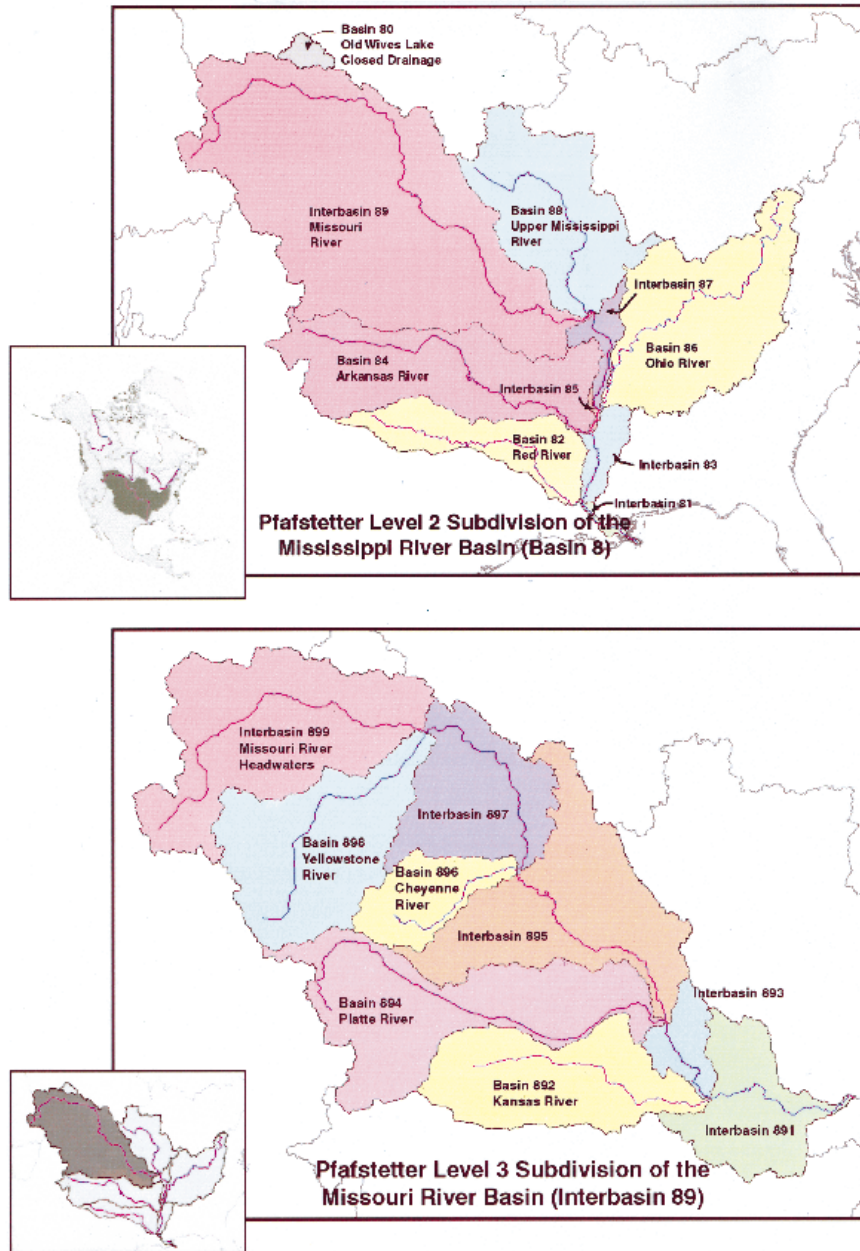 Basin 80
Old Wives Lake
Closed Drainage
Interbasin 89
Missouri
River
Basin 88
Upper Mississippi
River
Interbasin 87
Basin 86
Ohio River
Basin 84
Arkansas River
Interbasin 85
Basin 82
Red River
Interbasin 83
Interbasin 81
Pfafstetter Level 2 Subdivision of the
Mississippi River Basin (Basin 8)
Interbasin 899
Missouri River
Headwaters
Interbasin 897
Basin 898
Yellowstone
River
Basin 896
Cheyenne
River
Interbasin 895
Interbasin 893
Basin 894
Platte River
Basin 892
Kansas River
Interbasin 891
Pfafstetter Level 3 Subdivision of the
Missouri River Basin (Interbasin 89)